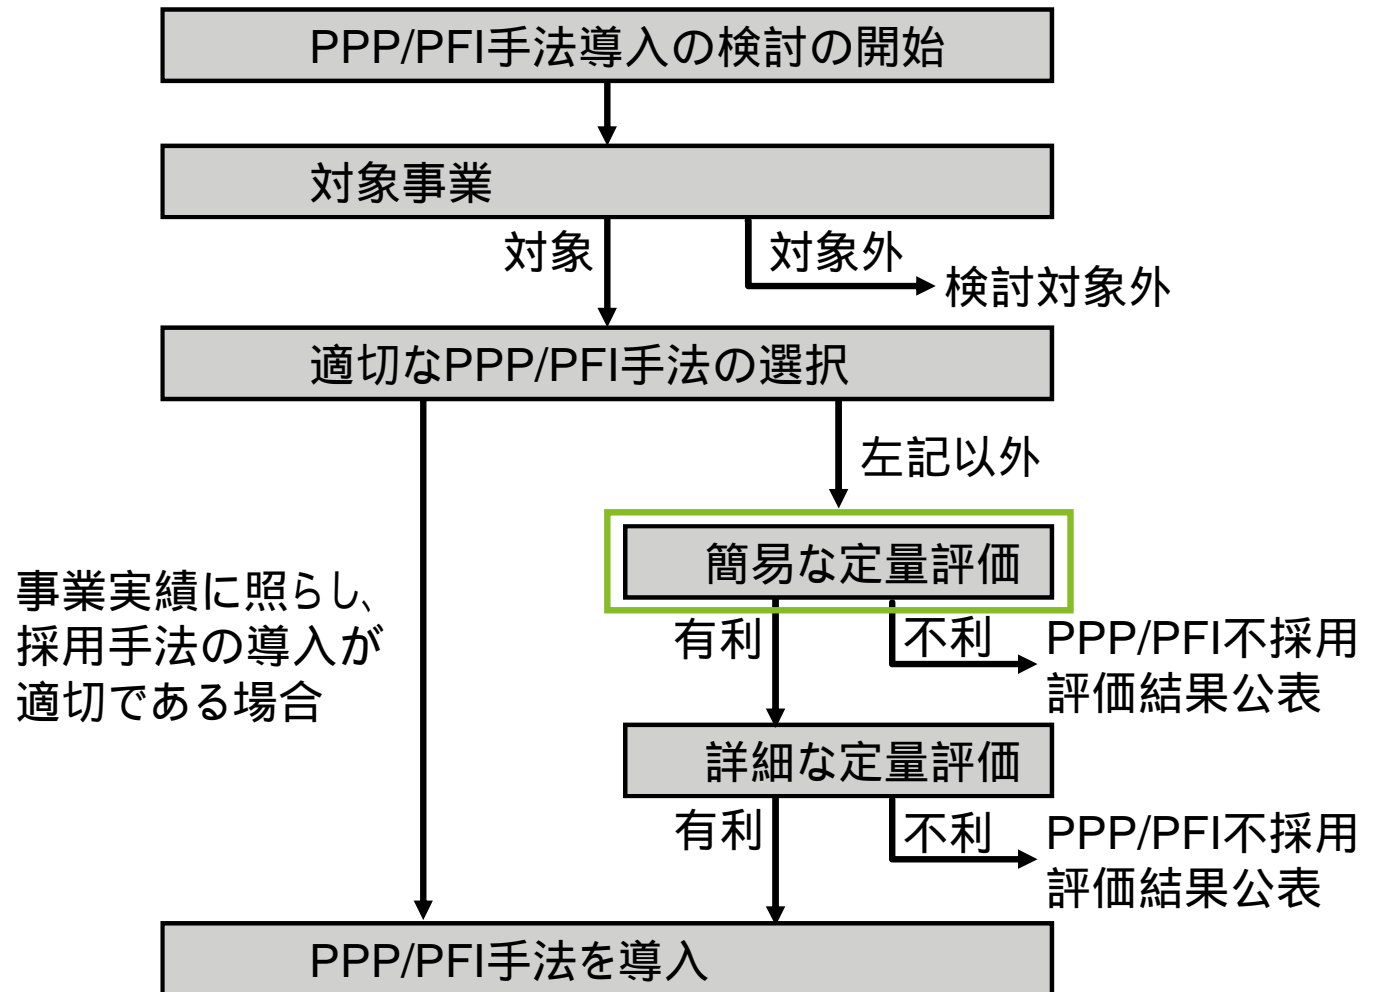 PPP/PFI手法導入の検討の開始
対象事業
対象
対象外
検討対象外
適切なPPP/PFI手法の選択
左記以外
事業実績に照らし、
採用手法の導入が
適切である場合
簡易な定量評価
有利
不利
PPP/PFI不採用
評価結果公表
詳細な定量評価
有利
不利
PPP/PFI不採用
評価結果公表
PPP/PFI手法を導入